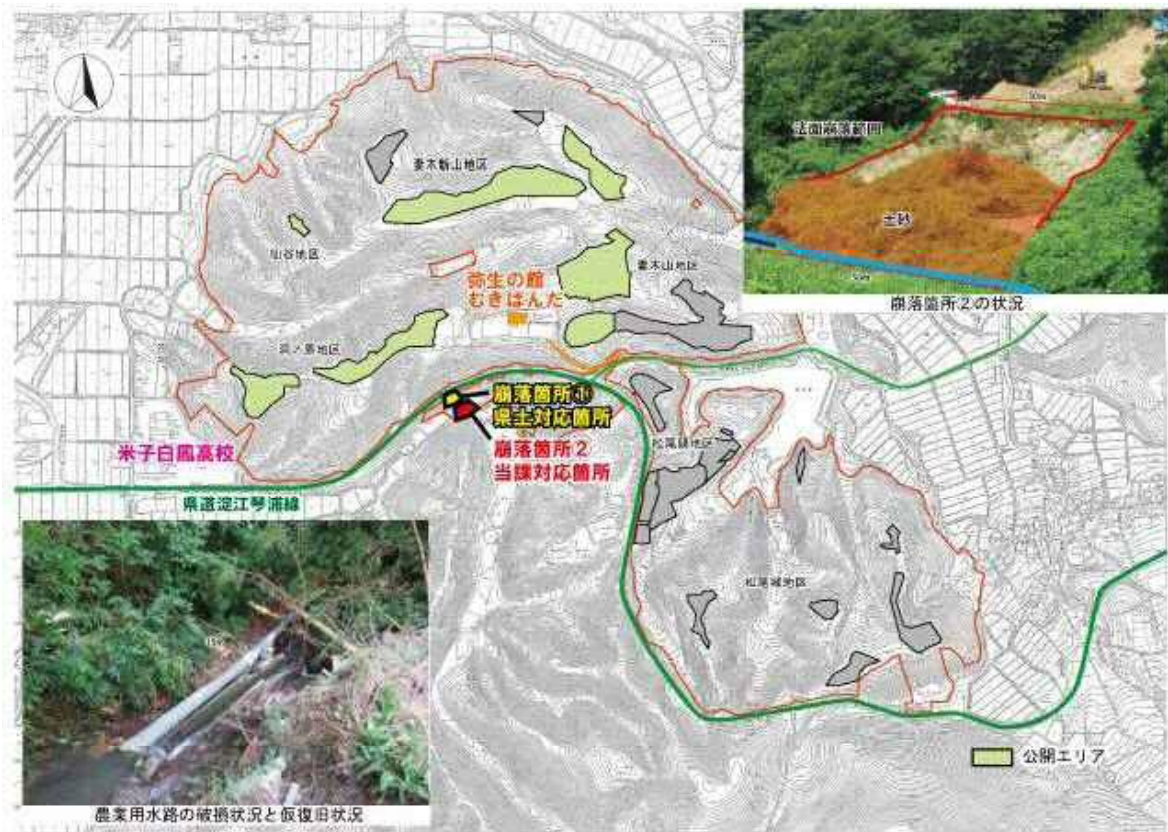 法面崩落範囲
土砂
崩落箇所②の状況
妻木新山地区
仙谷地区
妻木山地区
弥生の館
むきばんだ
洞ノ原地区
崩落箇所①
県土対応箇所
崩落箇所②
当課対応箇所
松尾頭地区
米子白鳳高校
県道淀江琴浦線
松尾城地区
農業用水路の破損状況と仮復旧状況
公開エリア